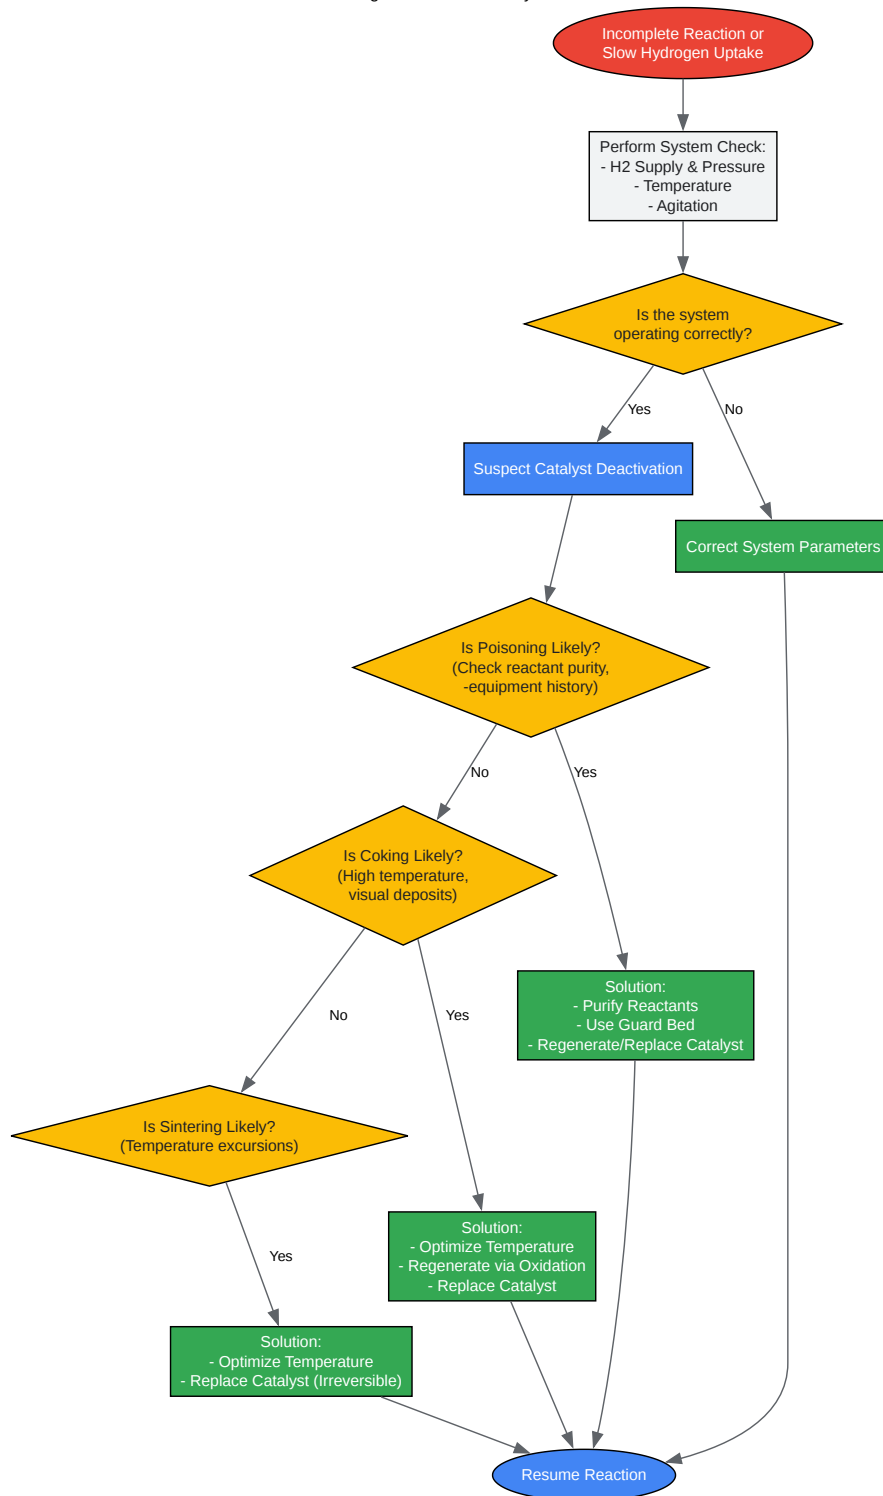 Incomplete Reaction or
Slow Hydrogen Uptake
Perform System Check:
- H2 Supply & Pressure
- Temperature
- Agitation
Is the system
operating correctly?
Yes
No
Suspect Catalyst Deactivation
Correct System Parameters
Is Poisoning Likely?
(Check reactant purity,
-equipment history)
No
Yes
Is Coking Likely?
(High temperature,
visual deposits)
Solution:
- Purify Reactants
- Use Guard Bed
- Regenerate/Replace Catalyst
No
Yes
Is Sintering Likely?
(Temperature excursions)
Solution:
- Optimize Temperature
- Regenerate via Oxidation
- Replace Catalyst
Yes
Solution:
- Optimize Temperature
- Replace Catalyst (Irreversible)
Resume Reaction